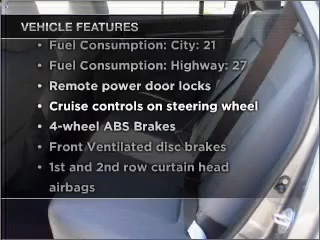 VEHICLE FEATURES
• Fuel Consumption: City: 21
• Fuel Consumption: Highway: 27
• Remote power door locks
• Cruise controls on steering wheel
• 4-wheel ABS Brakes
• Front Ventilated disc brakes
• 1st and 2nd row curtain head
airbags